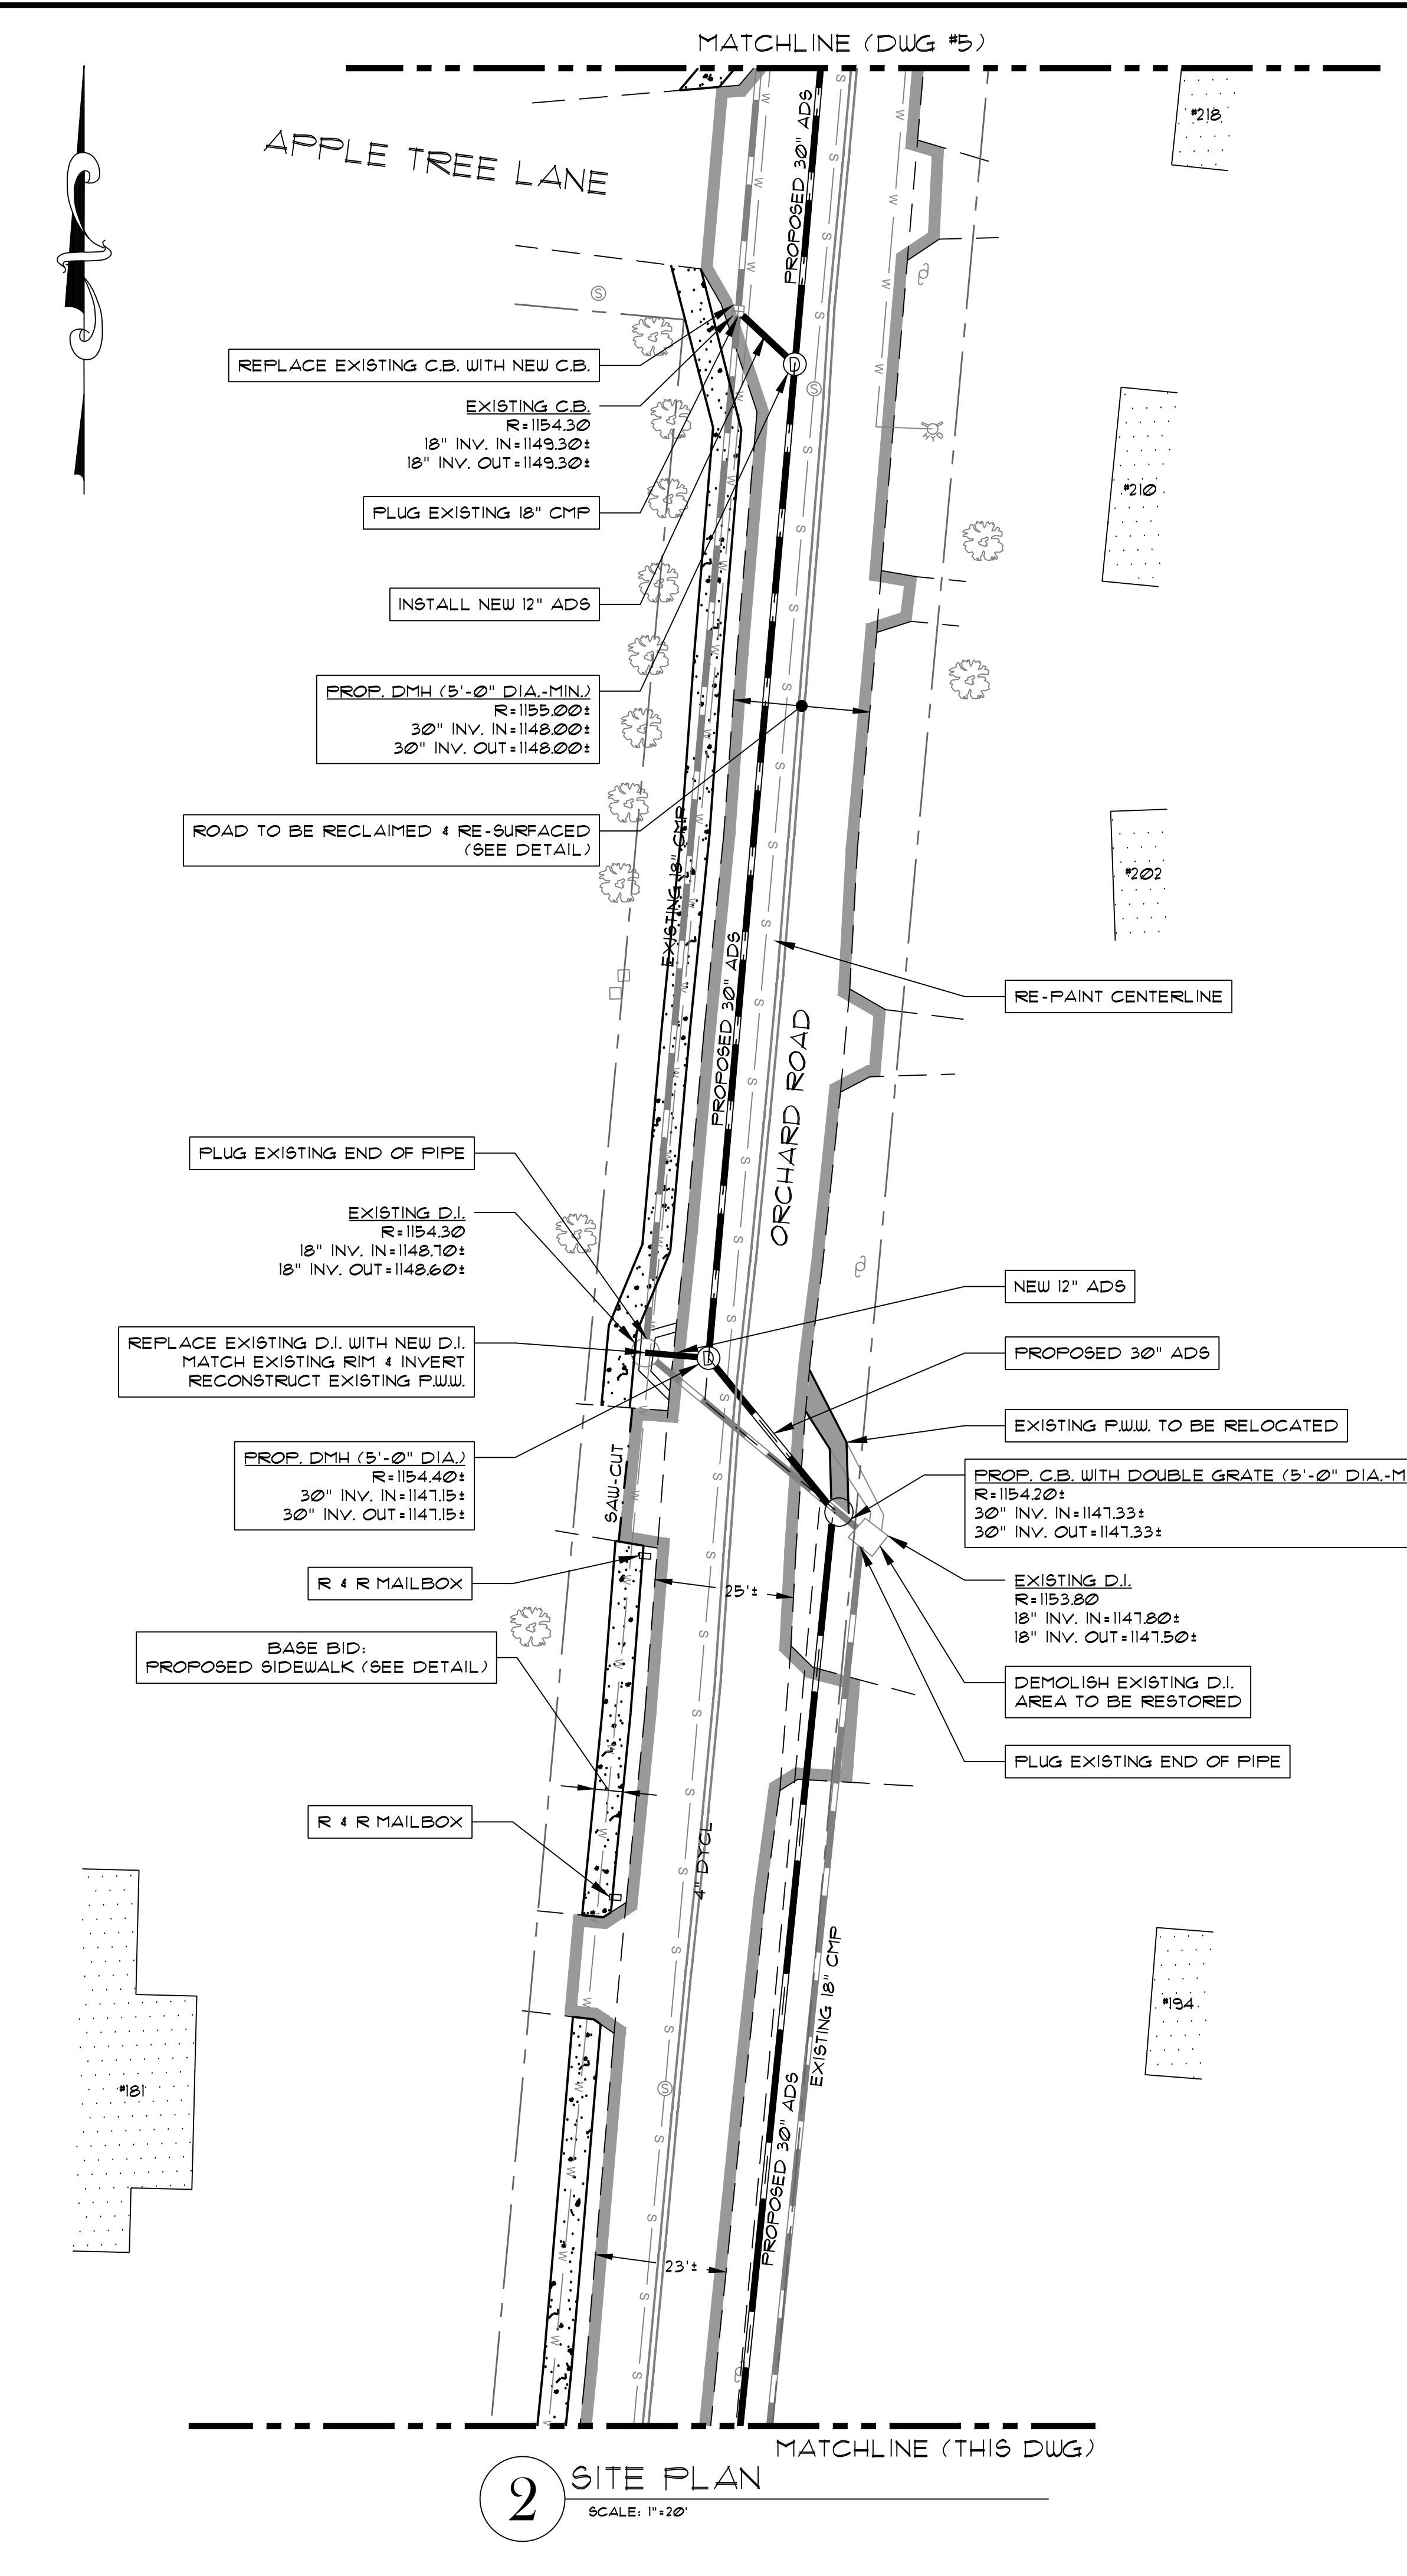 MATCHLINE (DWG #5)
APPLE TREE LANE
PROPOSED 30" ADS
#218
REPLACE EXISTING C.B. WITH NEW C.B.
EXISTING C.B.
R=1154.30
18" INV. IN=1149.30±
18" INV. OUT=1149.30±
PLUG EXISTING 18" CMP
#210
INSTALL NEW 12" ADS
PROP. DMH (5'-0" DIA.-MIN.)
R=1155.00±
30" INV. IN=1148.00±
30" INV. OUT=1148.00±
ROAD TO BE RECLAIMED & RE-SURFACED
(SEE DETAIL)
EXISTING 18" CMP
#202
PROPOSED 30" ADS
RE-PAINT CENTERLINE
ORCHARD ROAD
PLUG EXISTING END OF PIPE
EXISTING D.I.
R=1154.30
18" INV. IN=1148.70±
18" INV. OUT=1148.60±
NEW 12" ADS
REPLACE EXISTING D.I. WITH NEW D.I.
MATCH EXISTING RIM & INVERT
RECONSTRUCT EXISTING P.W.W.
PROPOSED 30" ADS
EXISTING P.W.W. TO BE RELOCATED
PROP. DMH (5'-0" DIA.)
R=1154.40±
30" INV. IN=1147.15±
30" INV. OUT=1147.15±
SAW-CUT
PROP. C.B. WITH DOUBLE GRATE (5'-0" DIA.-M
R=1154.20±
30" INV. IN=1147.33±
30" INV. OUT=1147.33±
R & R MAILBOX
25'±
EXISTING D.I.
R=1153.80
18" INV. IN=1147.80±
18" INV. OUT=1147.50±
BASE BID:
PROPOSED SIDEWALK (SEE DETAIL)
DEMOLISH EXISTING D.I.
AREA TO BE RESTORED
PLUG EXISTING END OF PIPE
R & R MAILBOX
4" DYCL
EXISTING 18" CMP
#194
#181
PROPOSED 30" ADS
23'±
MATCHLINE (THIS DWG)
2
SITE PLAN
SCALE: 1"=20'